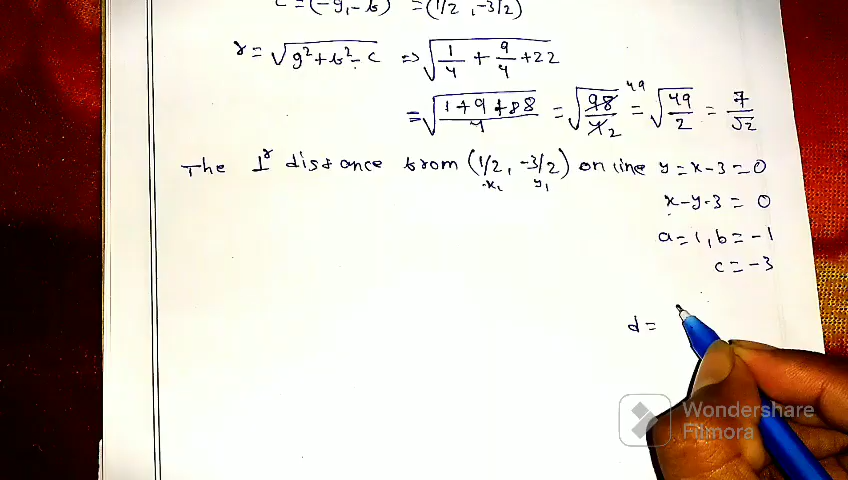 C = (-g, -f) = (1/2, -3/2)
r = √g²+f²-c ⇒ √1/4 + 9/4 + 22
= √1+9+88/4 = √98/4 2 = 49 √49/2 = 7/√2
The ⊥r distance from (1/2, -3/2) on line y = x-3 = 0
x₁ y₁
x-y-3 = 0
a = 1, b = -1
c = -3
d =
Wondershare
Filmora